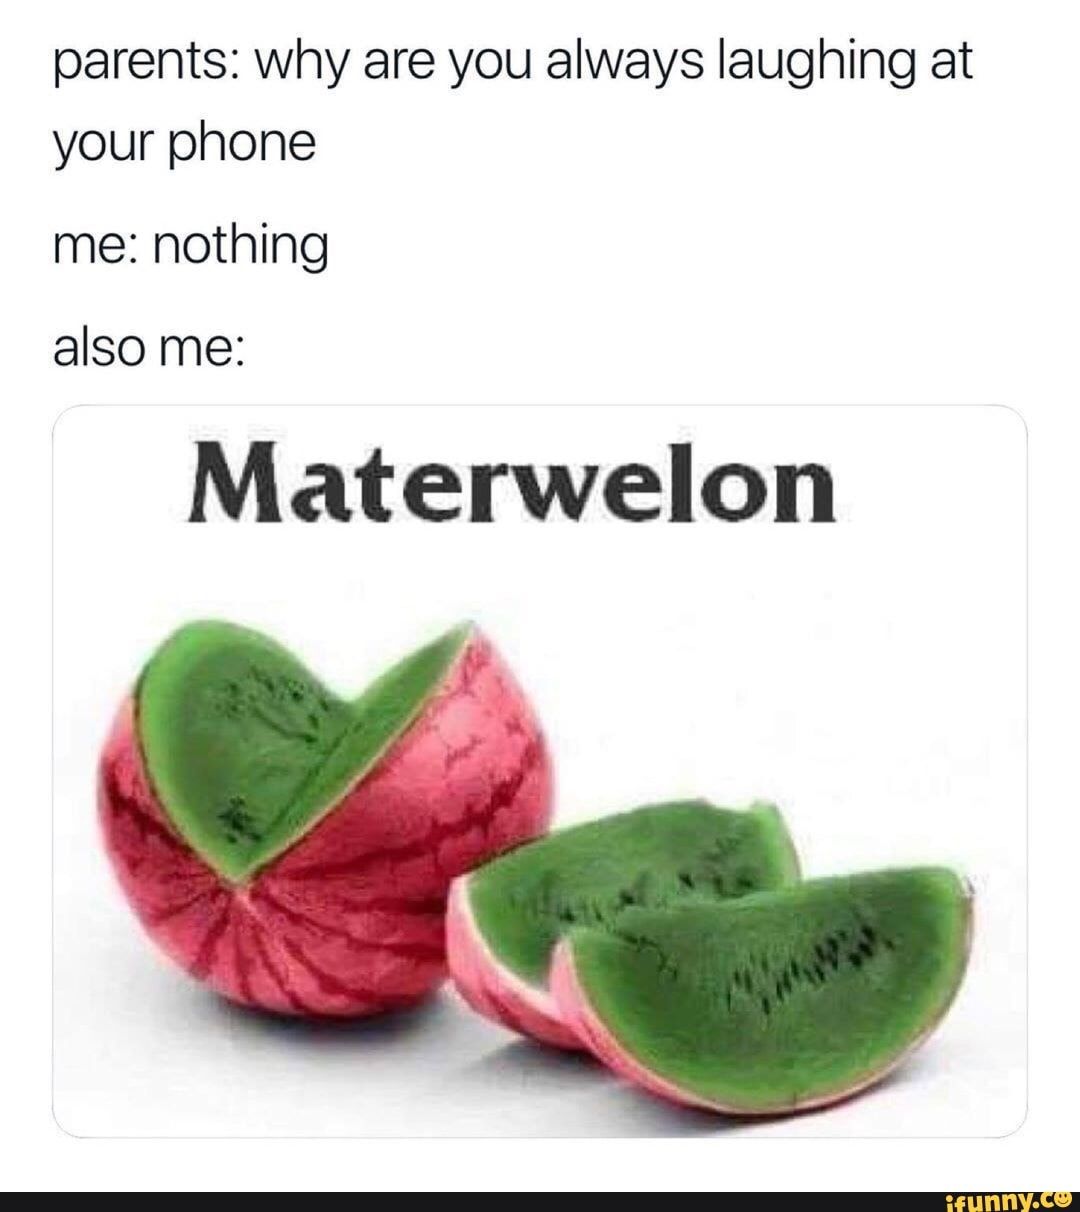 parents: why are you always laughing at
your phone
me: nothing
also me:
Materwelon
ifunny.co